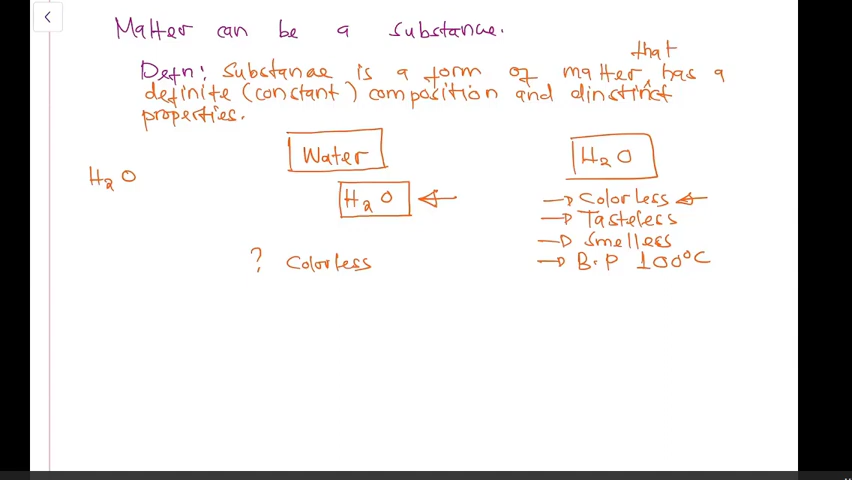 Matter can be a substance.
that
Defn: Substance is a form of matter, has a
definite (constant) composition and dinstinct
properties.
Water
H2O
H2O
H2O
→ Colorless ←
→ Tasteless
→ Smelless
? Colorless
→ B.P 100°C